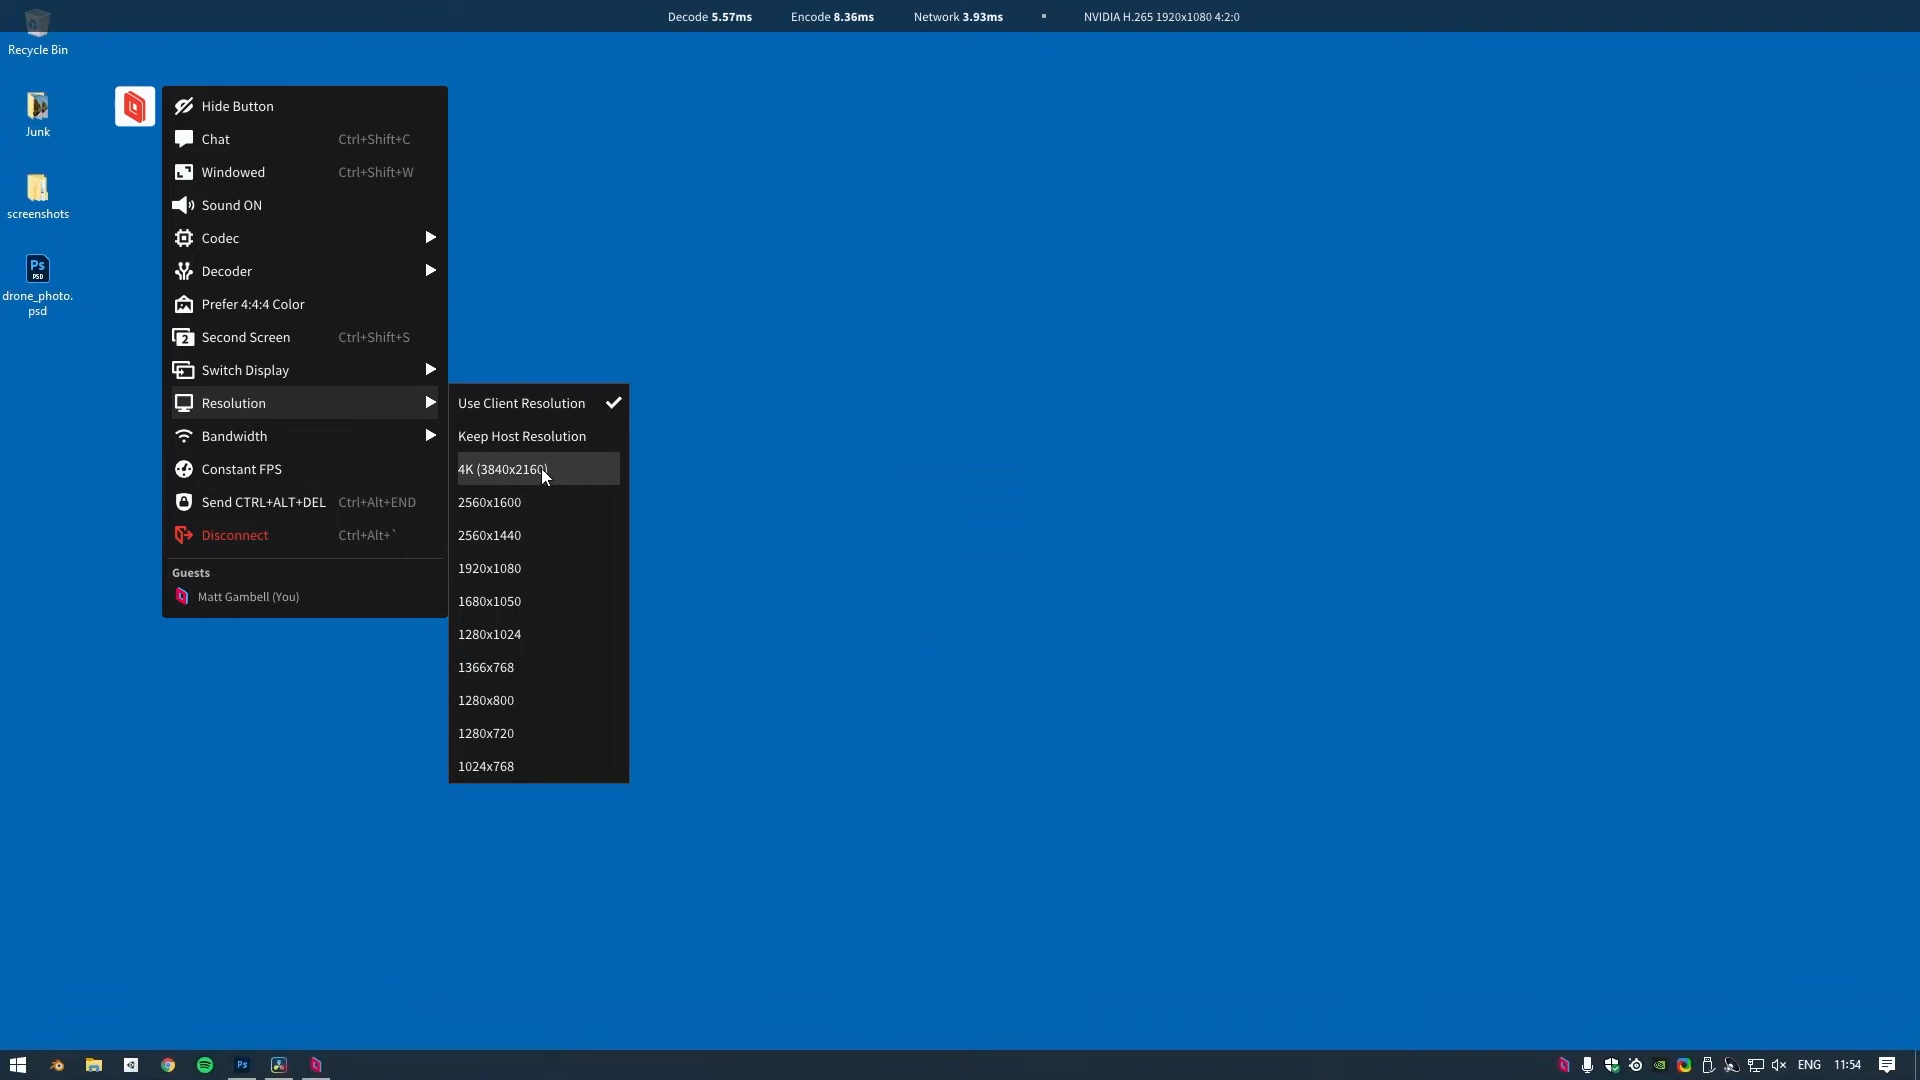 Decode 5.57ms Encode 8.36ms Network 3.93ms NVIDIA H.265 1920x1080 4:2:0
Recycle Bin
Junk
screenshots
Ps
PSD
drone_photo.
psd
Hide Button
Chat Ctrl+Shift+C
Windowed Ctrl+Shift+W
Sound ON
Codec
Decoder
Prefer 4:4:4 Color
2 Second Screen Ctrl+Shift+S
Switch Display
Resolution
Bandwidth
Constant FPS
Send CTRL+ALT+DEL Ctrl+Alt+END
Disconnect Ctrl+Alt+`
Guests
Matt Gambell (You)
Use Client Resolution
Keep Host Resolution
4K (3840x2160)
2560x1600
2560x1440
1920x1080
1680x1050
1280x1024
1366x768
1280x800
1280x720
1024x768
Ps
ENG 11:54